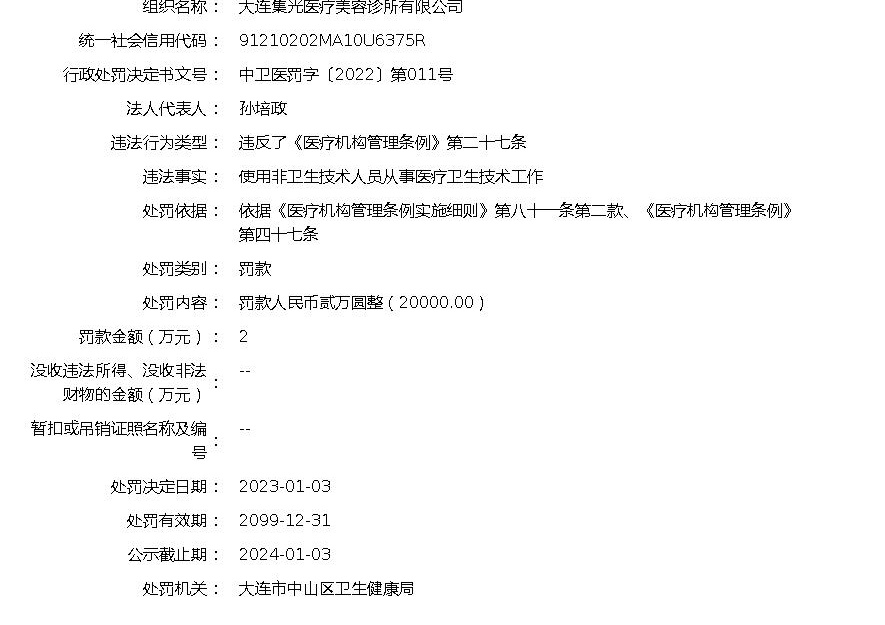 组织名称： 大连集光医疗美容诊所有限公司
统一社会信用代码： 91210202MA10U6375R
行政处罚决定书文号： 中卫医罚字〔2022〕第011号
法人代表人： 孙培政
违法行为类型： 违反了《医疗机构管理条例》第二十七条
违法事实： 使用非卫生技术人员从事医疗卫生技术工作
处罚依据： 依据《医疗机构管理条例实施细则》第八十一条第二款、《医疗机构管理条例》
第四十七条
处罚类别： 罚款
处罚内容： 罚款人民币贰万圆整（20000.00）
罚款金额（万元）： 2
没收违法所得、没收非法
财物的金额（万元）： --
暂扣或吊销证照名称及编
号： --
处罚决定日期： 2023-01-03
处罚有效期： 2099-12-31
公示截止期： 2024-01-03
处罚机关： 大连市中山区卫生健康局